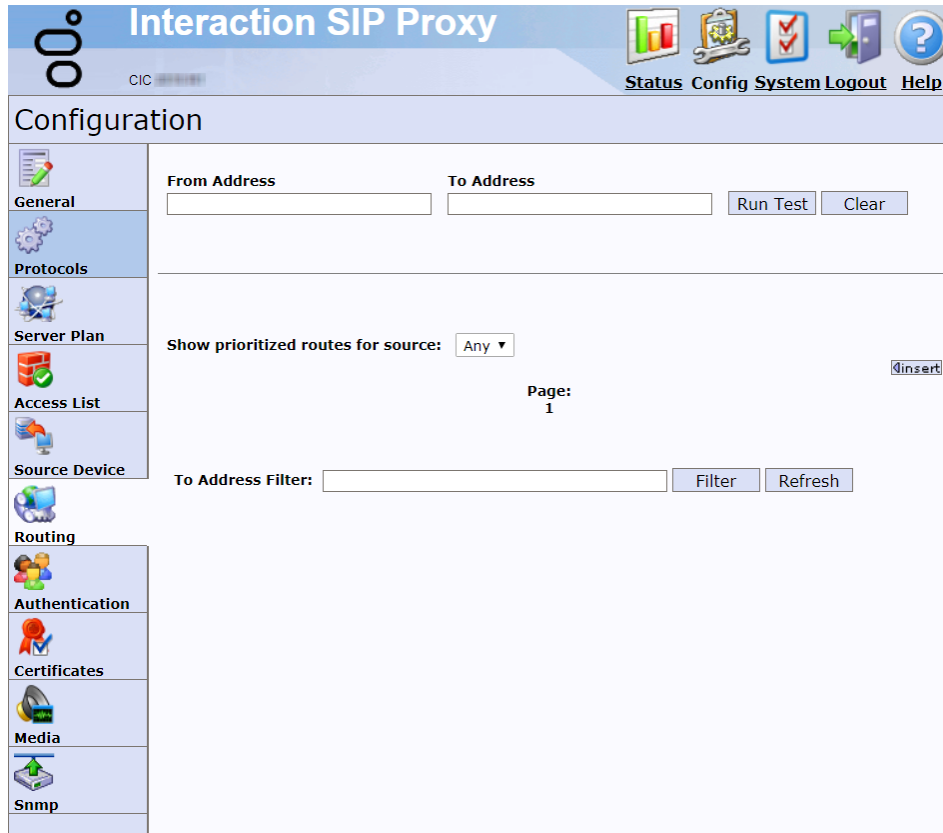 Interaction SIP Proxy
CIC
Status Config System Logout Help
Configuration
General
Protocols
Server Plan
Access List
Source Device
Routing
Authentication
Certificates
Media
Snmp
From Address To Address
Run Test Clear
Show prioritized routes for source: Any
insert
Page:
1
To Address Filter: Filter Refresh